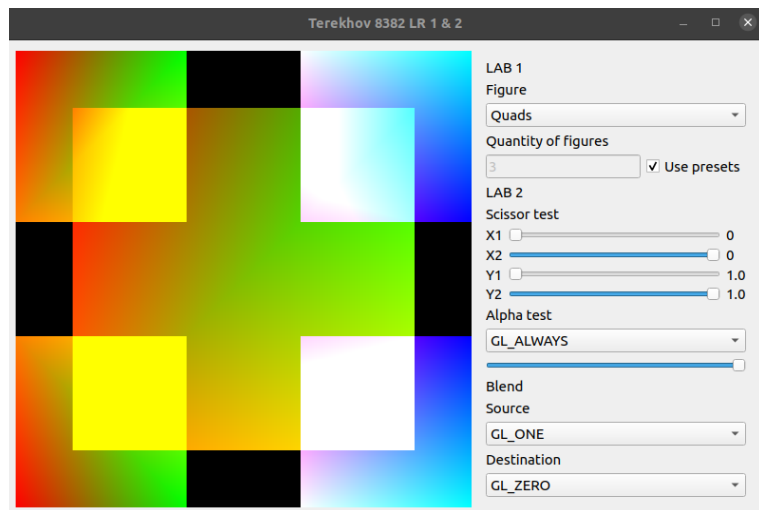 Terekhov 8382 LR 1 & 2
LAB 1
Figure
Quads
Quantity of figures
3
Use presets
LAB 2
Scissor test
X1 0
X2 0
Y1 1.0
Y2 1.0
Alpha test
GL_ALWAYS
Blend
Source
GL_ONE
Destination
GL_ZERO